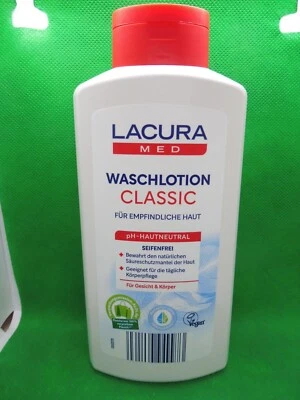 LACURA
MED
WASCHLOTION
CLASSIC
FÜR EMPFINDLICHE HAUT
pH-HAUTNEUTRAL
SEIFENFREI
Bewahrt den natürlichen
Säureschutzmantel der Haut
Geeignet für die tägliche
Körperpflege
Für Gesicht & Körper
Vegan